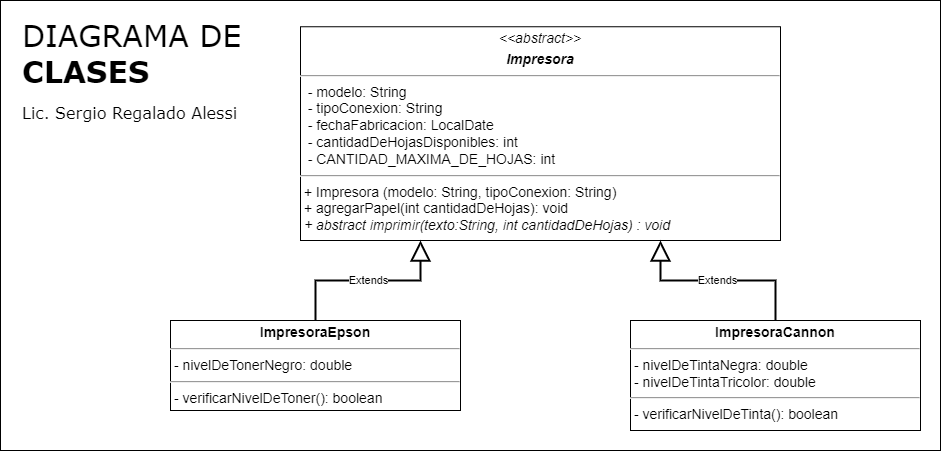 DIAGRAMA DE
CLASES
Lic. Sergio Regalado Alessi
<<abstract>>
Impresora
- modelo: String
- tipoConexion: String
- fechaFabricacion: LocalDate
- cantidadDeHojasDisponibles: int
- CANTIDAD_MAXIMA_DE_HOJAS: int
+ Impresora (modelo: String, tipoConexion: String)
+ agregarPapel(int cantidadDeHojas): void
+ abstract imprimir(texto:String, int cantidadDeHojas) : void
Extends
Extends
ImpresoraEpson
- nivelDeTonerNegro: double
- verificarNivelDeToner(): boolean
ImpresoraCannon
- nivelDeTintaNegra: double
- nivelDeTintaTricolor: double
- verificarNivelDeTinta(): boolean